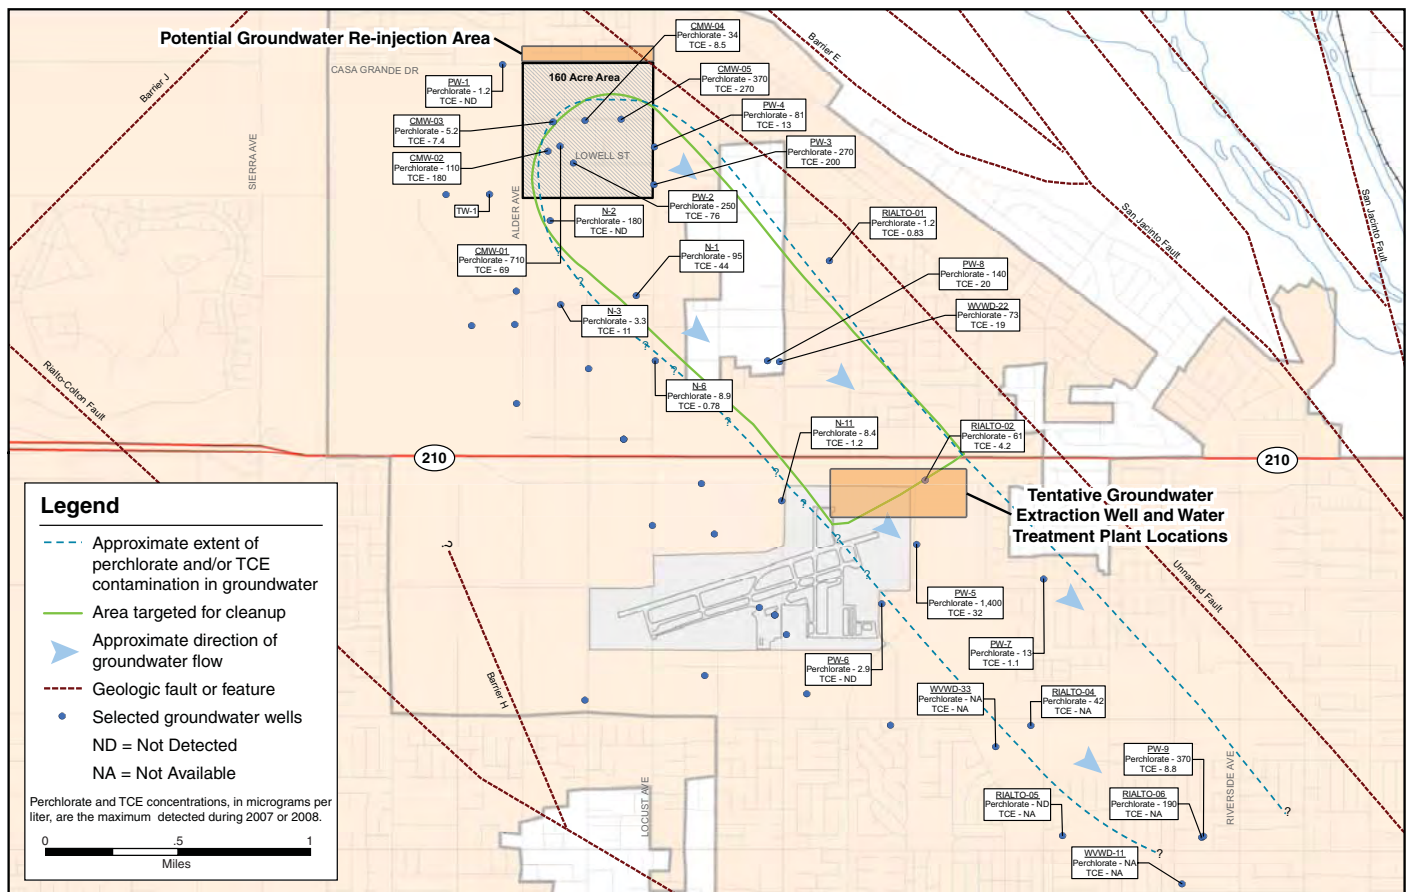 Potential Groundwater Re-injection Area
CASA GRANDE DR
160 Acre Area
LOWELL ST
SIERRA AVE
ALDER AVE
LOCUST AVE
RIVERSIDE AVE
Barrier J
Barrier E
San Jacinto Fault
San Jacinto Fault
Rialto-Colton Fault
Barrier H
Unnamed Fault
CMW-04
Perchlorate - 34
TCE - 8.5
PW-1
Perchlorate - 1.2
TCE - ND
CMW-05
Perchlorate - 370
TCE - 270
CMW-03
Perchlorate - 5.2
TCE - 7.4
PW-4
Perchlorate - 81
TCE - 13
CMW-02
Perchlorate - 110
TCE - 180
PW-3
Perchlorate - 270
TCE - 200
TW-1
PW-2
Perchlorate - 250
TCE - 76
N-2
Perchlorate - 180
TCE - ND
RIALTO-01
Perchlorate - 1.2
TCE - 0.83
CMW-01
Perchlorate - 710
TCE - 69
N-1
Perchlorate - 95
TCE - 44
PW-8
Perchlorate - 140
TCE - 20
N-3
Perchlorate - 3.3
TCE - 11
WVWD-22
Perchlorate - 73
TCE - 19
N-6
Perchlorate - 8.9
TCE - 0.78
N-11
Perchlorate - 8.4
TCE - 1.2
RIALTO-02
Perchlorate - 61
TCE - 4.2
210
210
Tentative Groundwater
Extraction Well and Water
Treatment Plant Locations
PW-5
Perchlorate - 1,400
TCE - 32
PW-7
Perchlorate - 13
TCE - 1.1
PW-6
Perchlorate - 2.9
TCE - ND
WVWD-33
Perchlorate - NA
TCE - NA
RIALTO-04
Perchlorate - 42
TCE - NA
PW-9
Perchlorate - 370
TCE - 8.8
RIALTO-05
Perchlorate - ND
TCE - NA
RIALTO-06
Perchlorate - 190
TCE - NA
WVWD-11
Perchlorate - NA
TCE - NA
?
?
?
?
?
?
?
?
?
?
?
?
Legend
Approximate extent of
perchlorate and/or TCE
contamination in groundwater
Area targeted for cleanup
Approximate direction of
groundwater flow
Geologic fault or feature
Selected groundwater wells
ND = Not Detected
NA = Not Available
Perchlorate and TCE concentrations, in micrograms per
liter, are the maximum detected during 2007 or 2008.
0 .5 1
Miles